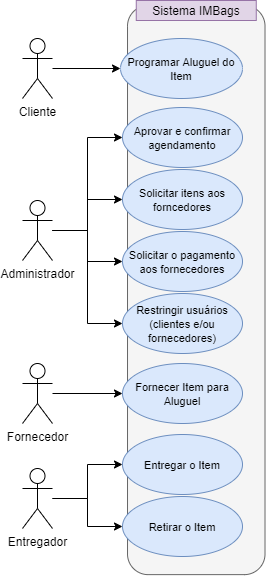 Sistema IMBags
Programar Aluguel do
Item
Cliente
Aprovar e confirmar
agendamento
Solicitar itens aos
forncedores
Administrador
Solicitar o pagamento
aos fornecedores
Restringir usuários
(clientes e/ou
fornecedores)
Fornecer Item para
Aluguel
Fornecedor
Entregar o Item
Entregador
Retirar o Item